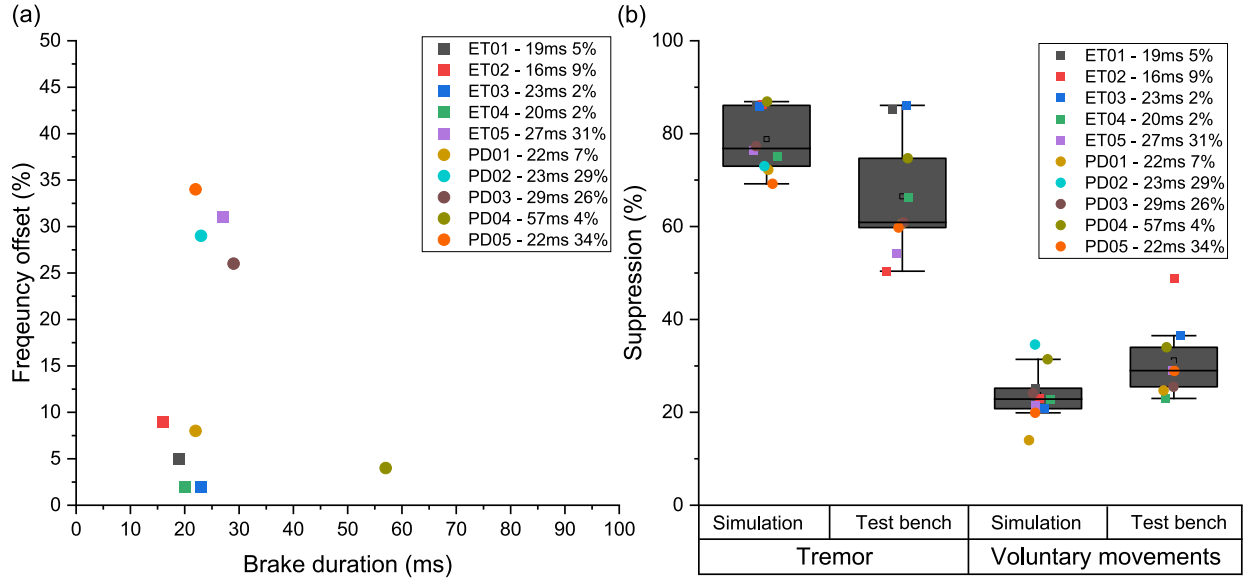 (a)
50
45
40
35
30
25
20
15
10
5
0
Freqeuncy offset (%)
0 10 20 30 40 50 60 70 80 90 100
Brake duration (ms)
ET01 - 19ms 5%
ET02 - 16ms 9%
ET03 - 23ms 2%
ET04 - 20ms 2%
ET05 - 27ms 31%
PD01 - 22ms 7%
PD02 - 23ms 29%
PD03 - 29ms 26%
PD04 - 57ms 4%
PD05 - 22ms 34%
(b)
100
80
60
40
20
0
Suppression (%)
ET01 - 19ms 5%
ET02 - 16ms 9%
ET03 - 23ms 2%
ET04 - 20ms 2%
ET05 - 27ms 31%
PD01 - 22ms 7%
PD02 - 23ms 29%
PD03 - 29ms 26%
PD04 - 57ms 4%
PD05 - 22ms 34%
Simulation Test bench Simulation Test bench
Tremor Voluntary movements